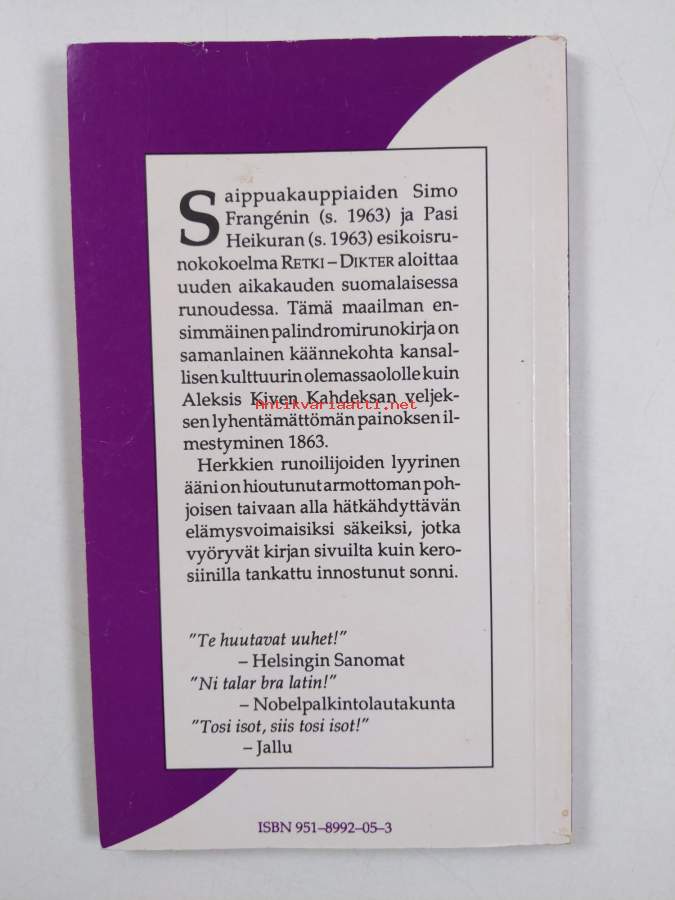 Saippuakauppiaiden Simo
Frangénin (s. 1963) ja Pasi
Heikuran (s. 1963) esikoisru-
nokokoelma RETKI – DIKTER aloittaa
uuden aikakauden suomalaisessa
runoudessa. Tämä maailman en-
simmäinen palindromirunokirja on
samanlainen käännekohta kansal-
lisen kulttuurin olemassaololle kuin
Aleksis Kiven Kahdeksan veljek-
Antikvariaatti.net
sen lyhentämättömän painoksen il-
mestyminen 1863.
Herkkien runoilijoiden lyyrinen
ääni on hioutunut armottoman poh-
joisen taivaan alla hätkähdyttävän
elämysvoimaisiksi säkeiksi, jotka
vyöryvät kirjan sivuilta kuin kero-
siinilla tankattu innostunut sonni.
"Te huutavat uuhet!"
– Helsingin Sanomat
"Ni talar bra latin!"
– Nobelpalkintolautakunta
"Tosi isot, siis tosi isot!"
– Jallu
ISBN 951–8992–05–3